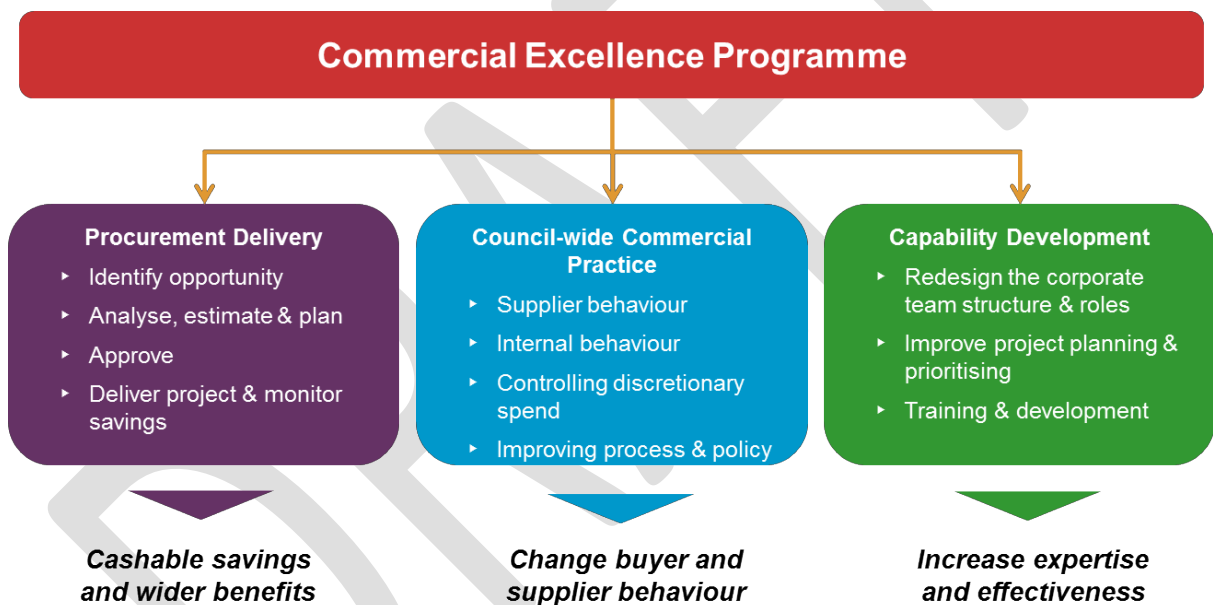 Commercial Excellence Programme
Procurement Delivery
‣ Identify opportunity
‣ Analyse, estimate & plan
‣ Approve
‣ Deliver project & monitor
savings
Council-wide Commercial
Practice
‣ Supplier behaviour
‣ Internal behaviour
‣ Controlling discretionary
spend
‣ Improving process & policy
Capability Development
‣ Redesign the corporate
team structure & roles
‣ Improve project planning &
prioritising
‣ Training & development
Cashable savings
and wider benefits
Change buyer and
supplier behaviour
Increase expertise
and effectiveness
DRAFT